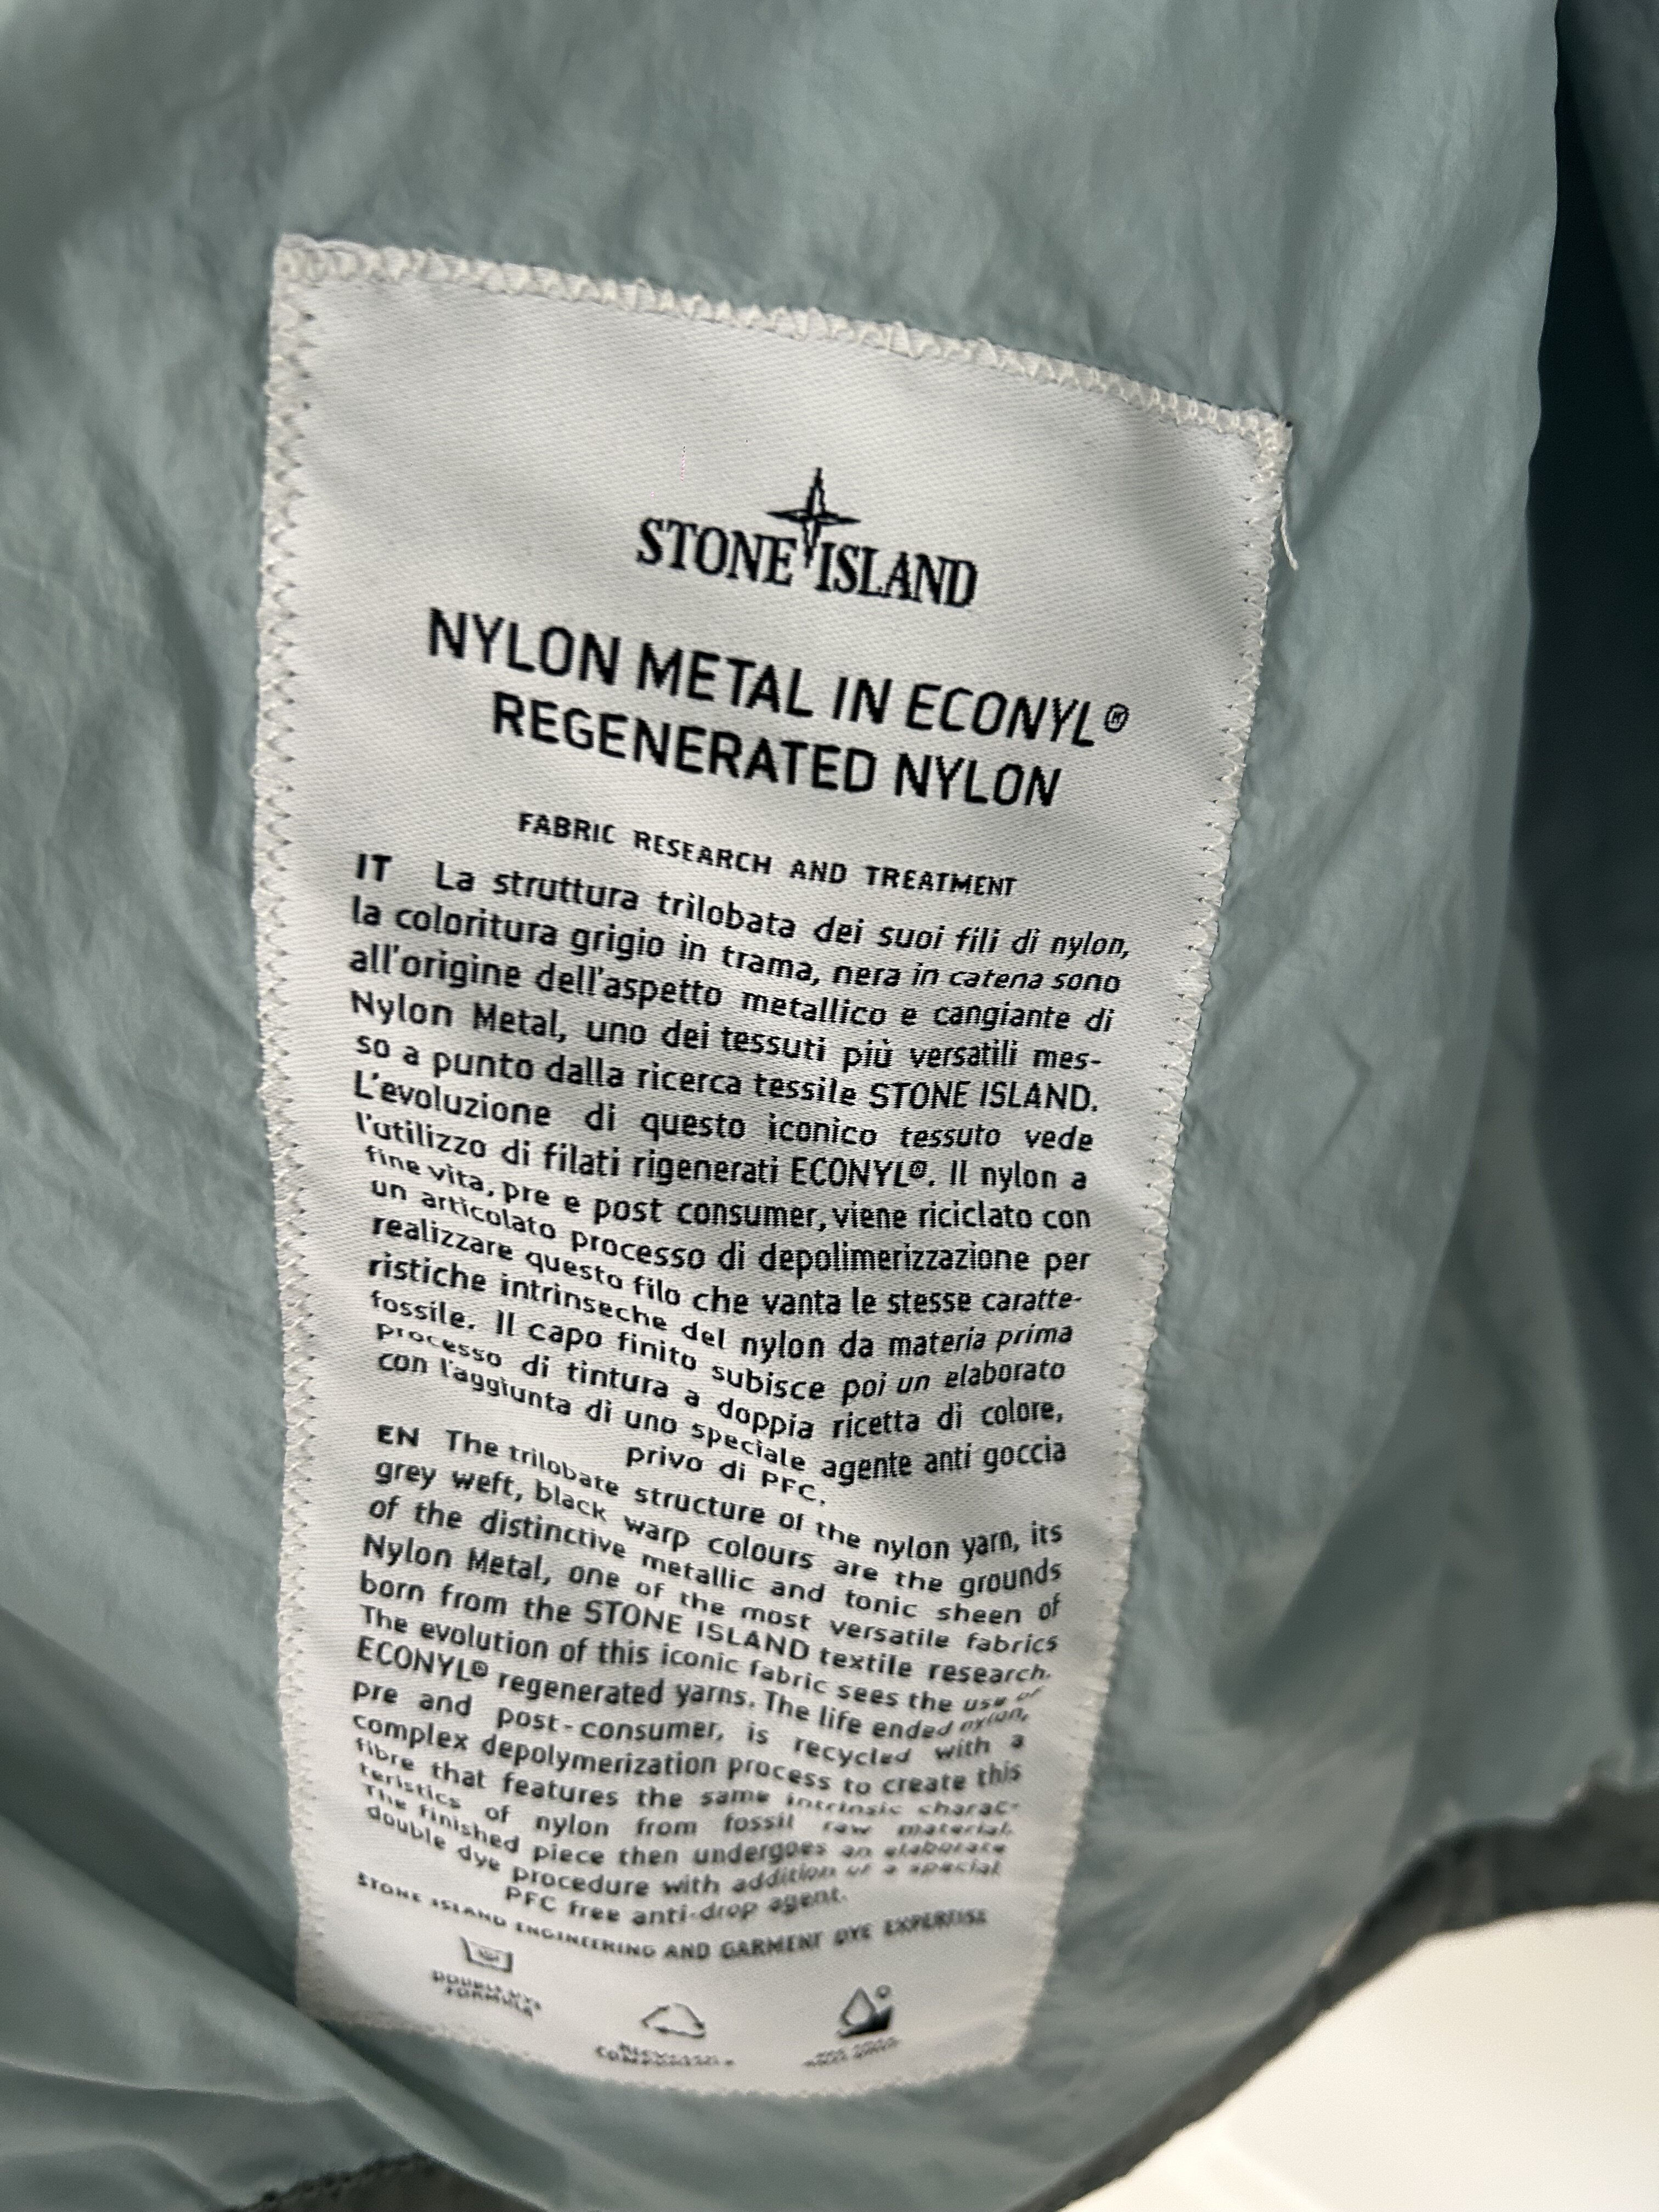 STONE ISLAND
NYLON METAL IN ECONYL®
REGENERATED NYLON
FABRIC RESEARCH AND TREATMENT
IT La struttura trilobata dei suoi fili di nylon,
la coloritura grigio in trama, nera in catena sono
all'origine dell'aspetto metallico e cangiante di
Nylon Metal, uno dei tessuti più versatili mes-
so a punto dalla ricerca tessile STONE ISLAND.
L'evoluzione di questo iconico tessuto vede
l'utilizzo di filati rigenerati ECONYL®. Il nylon a
fine vita, pre e post consumer, viene riciclato con
un articolato processo di depolimerizzazione per
realizzare questo filo che vanta le stesse caratte-
ristiche intrinseche del nylon da materia prima
fossile. Il capo finito subisce poi un elaborato
processo di tintura a doppia ricetta di colore,
con l'aggiunta di uno speciale agente anti goccia
privo di PFC.
EN The trilobate structure of the nylon yarn, its
grey weft, black warp colours are the grounds
of the distinctive metallic and tonic sheen of
Nylon Metal, one of the most versatile fabrics
born from the STONE ISLAND textile research.
The evolution of this iconic fabric sees the use of
ECONYL® regenerated yarns. The life ended nylon,
pre and post-consumer, is recycled with a
complex depolymerization process to create this
fibre that features the same intrinsic charac-
teristics of nylon from fossil raw material.
The finished piece then undergoes an elaborate
double dye procedure with addition of a special
PFC free anti-drop agent.
STONE ISLAND ENGINEERING AND GARMENT DYE EXPERTISE
DOUBLE DYE
FORMULA